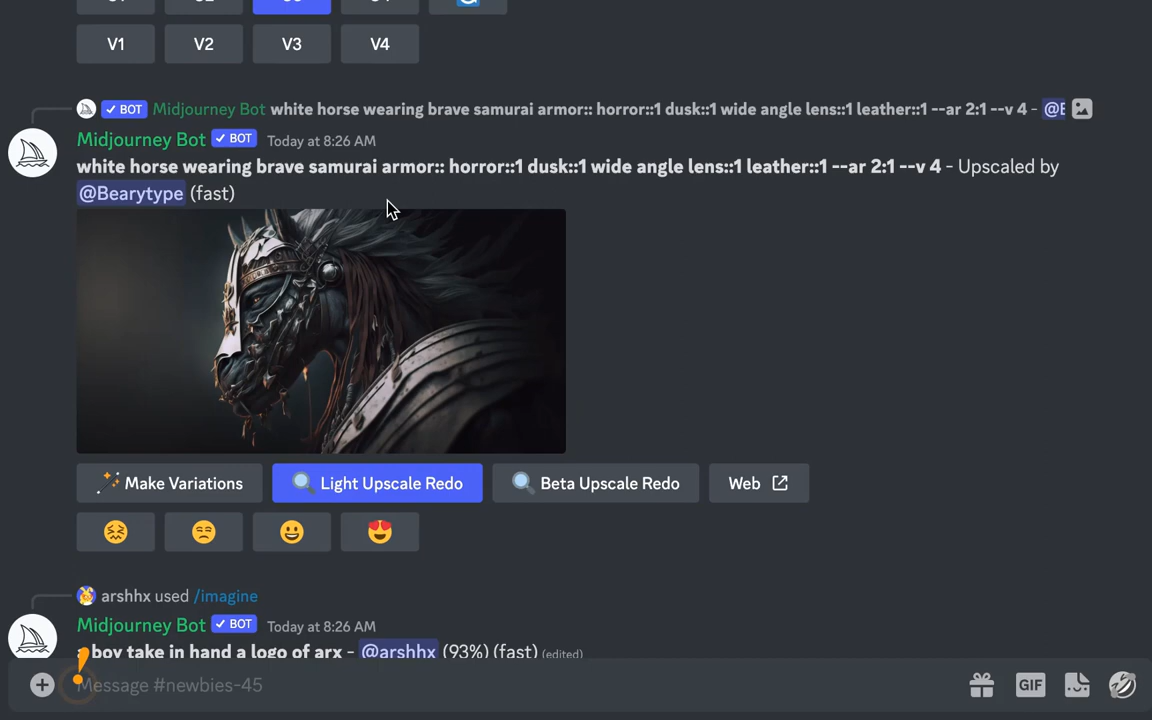 V1 V2 V3 V4
BOT Midjourney Bot white horse wearing brave samurai armor:: horror::1 dusk::1 wide angle lens::1 leather::1 --ar 2:1 --v 4 -
Midjourney Bot BOT Today at 8:26 AM
white horse wearing brave samurai armor:: horror::1 dusk::1 wide angle lens::1 leather::1 --ar 2:1 --v 4 - Upscaled by
@Bearytype (fast)
Make Variations Light Upscale Redo Beta Upscale Redo Web
arshhx used /imagine
Midjourney Bot BOT Today at 8:26 AM
boy take in hand a logo of arx - @arshhx (93%) (fast) (edited)
Message #newbies-45 GIF